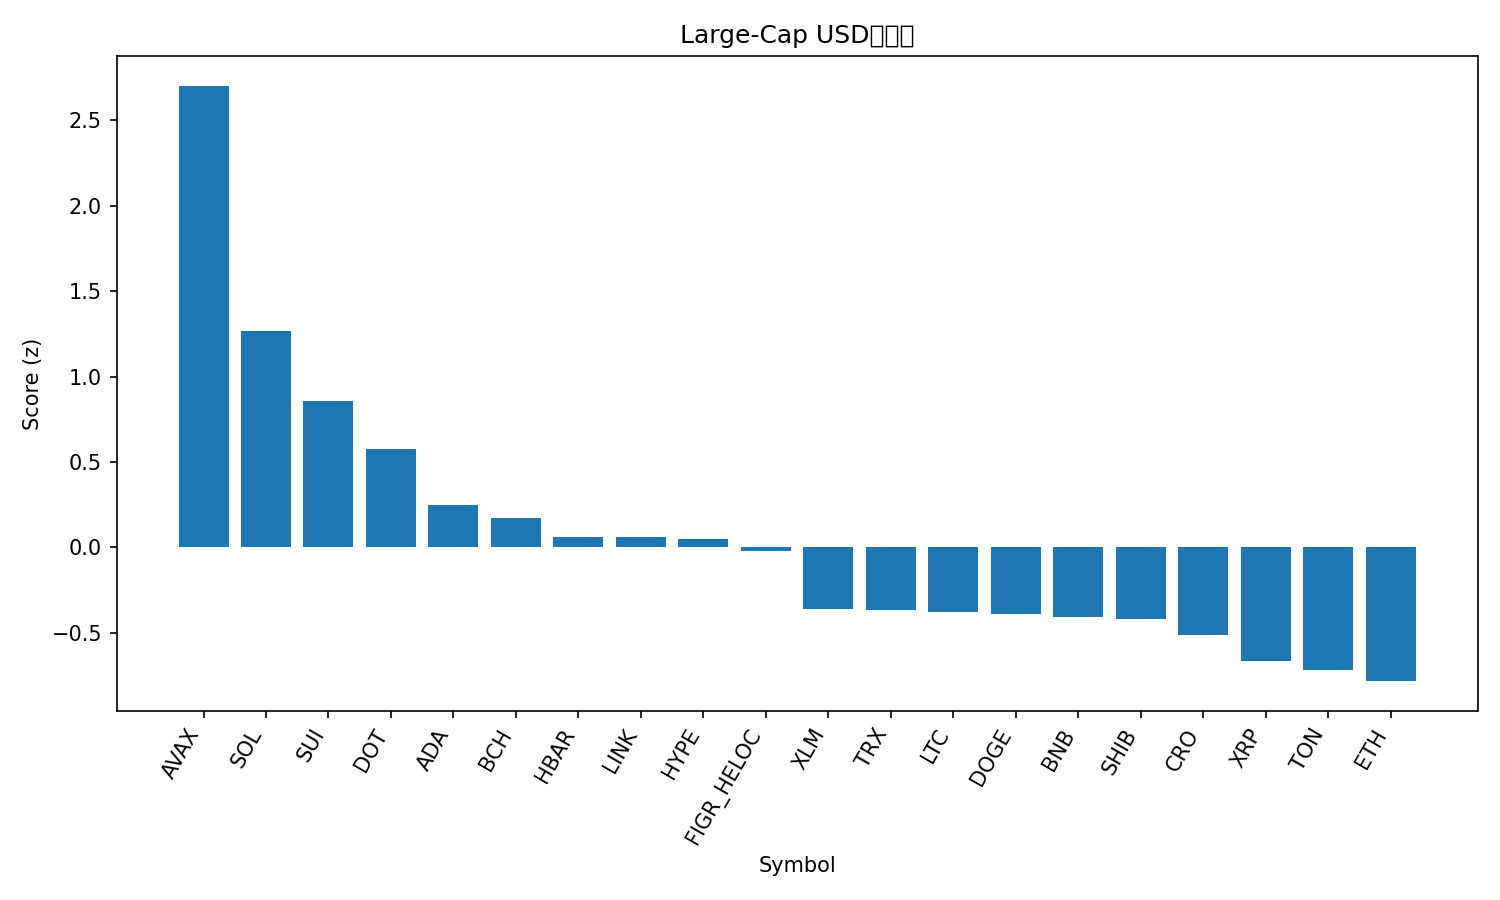 Large-Cap USD
Score (z)
2.5
2.0
1.5
1.0
0.5
0.0
−0.5
AVAX
SOL
SUI
DOT
ADA
BCH
HBAR
LINK
HYPE
FIGR_HELOC
XLM
TRX
LTC
DOGE
BNB
SHIB
CRO
XRP
TON
ETH
Symbol